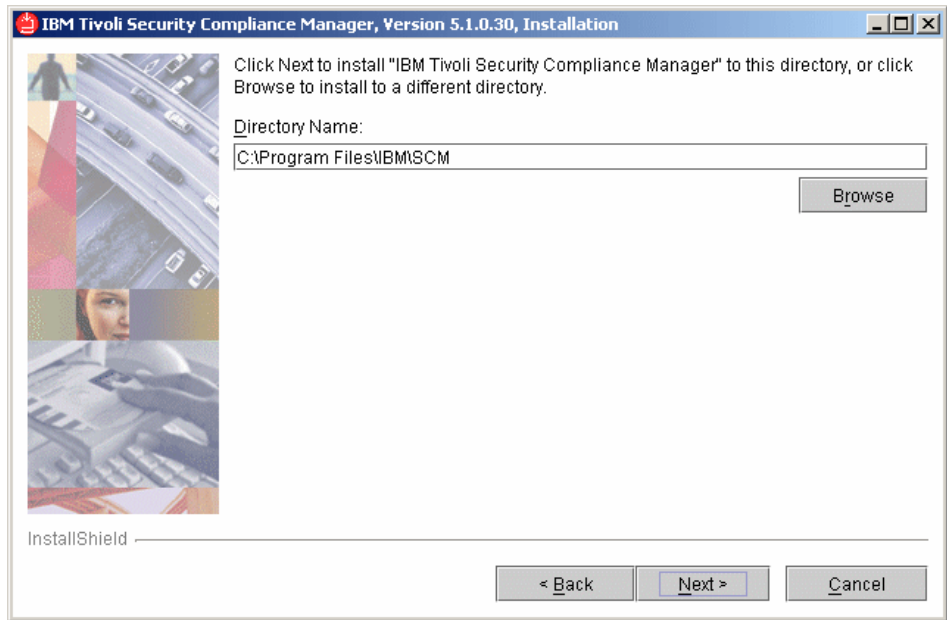 IBM Tivoli Security Compliance Manager, Version 5.1.0.30, Installation
Click Next to install "IBM Tivoli Security Compliance Manager" to this directory, or click
Browse to install to a different directory.
Directory Name:
C:\Program Files\IBM\SCM
Browse
InstallShield
< Back
Next >
Cancel